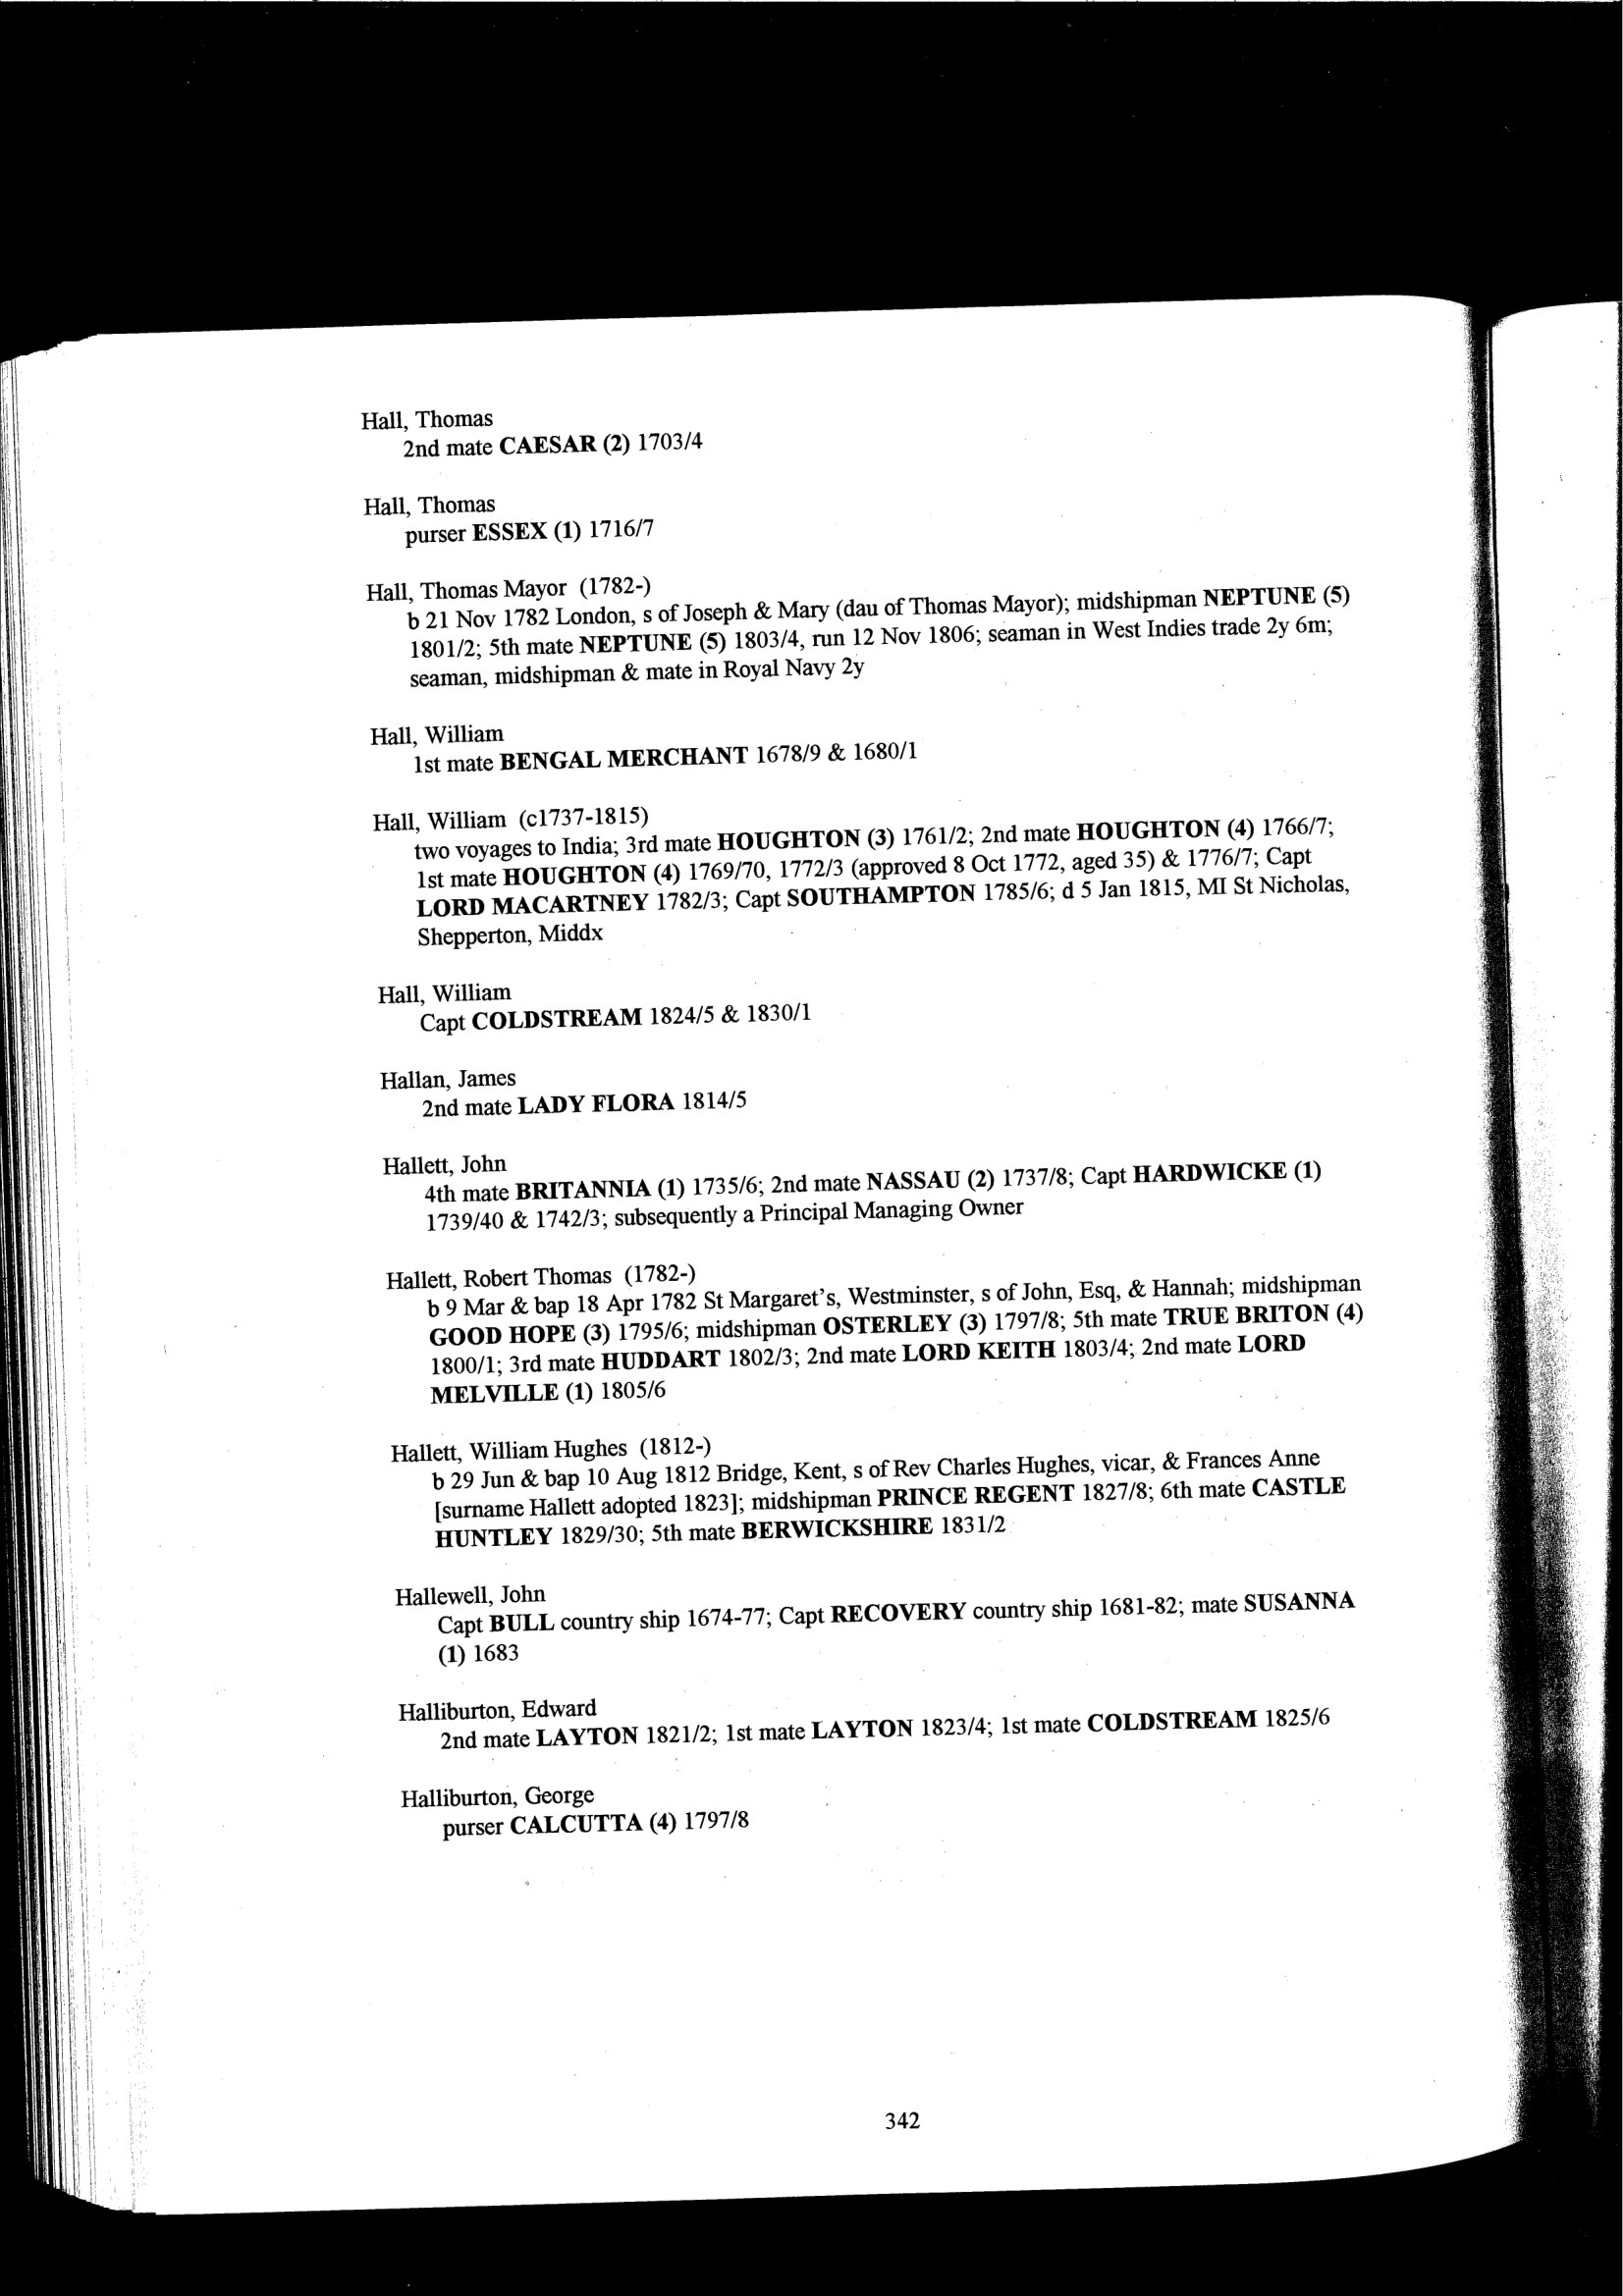 Hall, Thomas
2nd mate CAESAR (2) 1703/4
Hall, Thomas
purser ESSEX (1) 1716/7
Hall, Thomas Mayor (1782-)
b 21 Nov 1782 London, s of Joseph & Mary (dau of Thomas Mayor); midshipman NEPTUNE (5)
1801/2; 5th mate NEPTUNE (5) 1803/4, run 12 Nov 1806; seaman in West Indies trade 2y 6m;
seaman, midshipman & mate in Royal Navy 2y
Hall, William
1st mate BENGAL MERCHANT 1678/9 & 1680/1
Hall, William (c1737-1815)
two voyages to India; 3rd mate HOUGHTON (3) 1761/2; 2nd mate HOUGHTON (4) 1766/7;
1st mate HOUGHTON (4) 1769/70, 1772/3 (approved 8 Oct 1772, aged 35) & 1776/7; Capt
LORD MACARTNEY 1782/3; Capt SOUTHAMPTON 1785/6; d 5 Jan 1815, MI St Nicholas,
Shepperton, Middx
Hall, William
Capt COLDSTREAM 1824/5 & 1830/1
Hallan, James
2nd mate LADY FLORA 1814/5
Hallett, John
4th mate BRITANNIA (1) 1735/6; 2nd mate NASSAU (2) 1737/8; Capt HARDWICKE (1)
1739/40 & 1742/3; subsequently a Principal Managing Owner
Hallett, Robert Thomas (1782-)
b 9 Mar & bap 18 Apr 1782 St Margaret's, Westminster, s of John, Esq, & Hannah; midshipman
GOOD HOPE (3) 1795/6; midshipman OSTERLEY (3) 1797/8; 5th mate TRUE BRITON (4)
1800/1; 3rd mate HUDDART 1802/3; 2nd mate LORD KEITH 1803/4; 2nd mate LORD
MELVILLE (1) 1805/6
Hallett, William Hughes (1812-)
b 29 Jun & bap 10 Aug 1812 Bridge, Kent, s of Rev Charles Hughes, vicar, & Frances Anne
[surname Hallett adopted 1823]; midshipman PRINCE REGENT 1827/8; 6th mate CASTLE
HUNTLEY 1829/30; 5th mate BERWICKSHIRE 1831/2
Hallewell, John
Capt BULL country ship 1674-77; Capt RECOVERY country ship 1681-82; mate SUSANNA
(1) 1683
Halliburton, Edward
2nd mate LAYTON 1821/2; 1st mate LAYTON 1823/4; 1st mate COLDSTREAM 1825/6
Halliburton, George
purser CALCUTTA (4) 1797/8
342